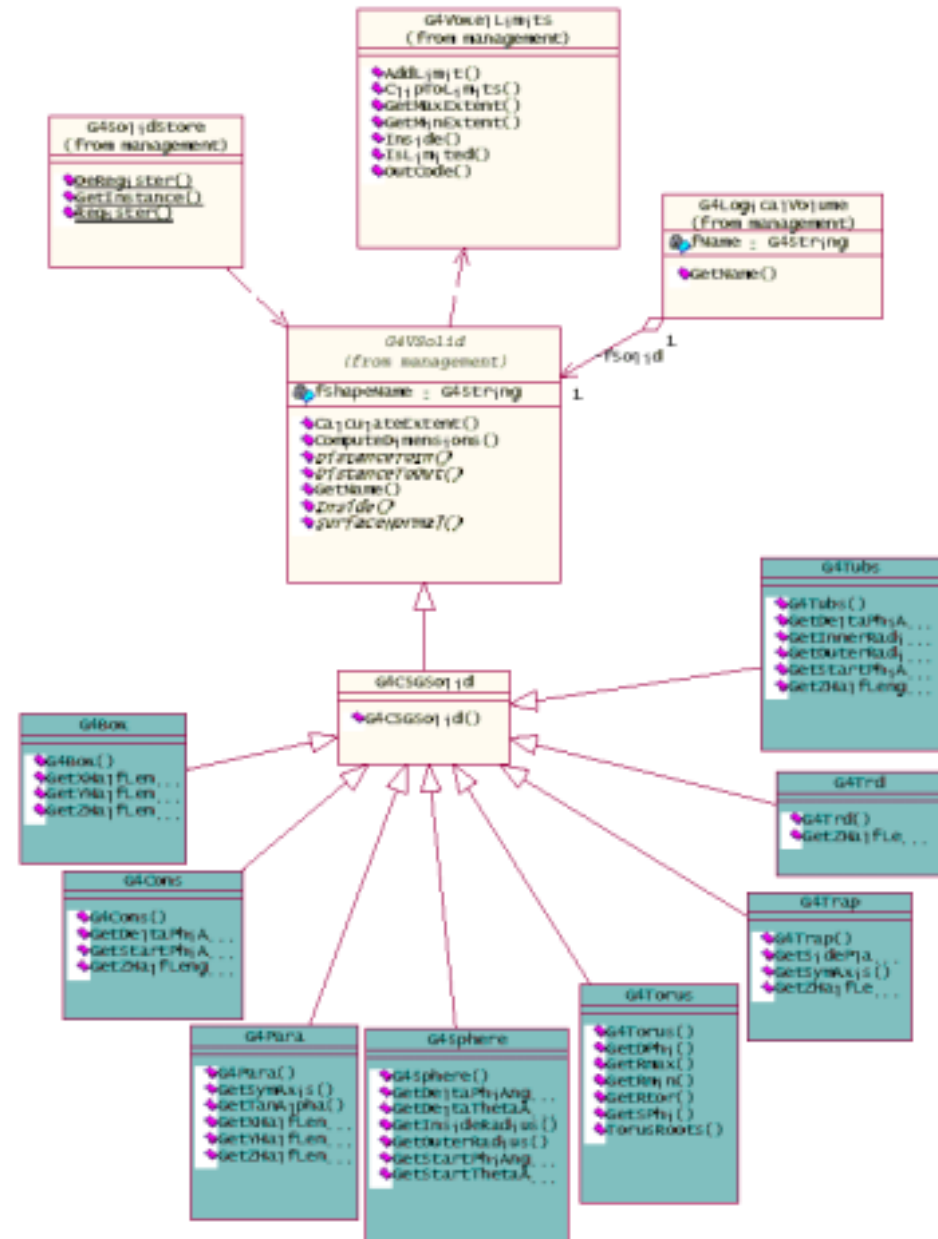 G4VoxelLimits
(from management)
AddLimit()
ClipToLimits()
GetMaxExtent()
GetMinExtent()
Inside()
IsLimited()
OutCode()
G4SolidStore
(from management)
DeRegister()
GetInstance()
Register()
G4LogicalVolume
(from management)
fName : G4String
GetName()
G4VSolid
(from management)
fShapeName : G4String
CalculateExtent()
ComputeDimensions()
DistanceToIn()
DistanceToOut()
GetName()
Inside()
SurfaceNormal()
-fSolid
1
1
G4CSGSolid
G4CSGSolid()
G4Tubs
G4Tubs()
GetDeltaPhiA...
GetInnerRadi...
GetOuterRadi...
GetStartPhiA...
GetZHalfLeng...
G4Box
G4Box()
GetXHalfLen...
GetYHalfLen...
GetZHalfLen...
G4Trd
G4Trd()
GetZHalfLe...
G4Cons
G4Cons()
GetDeltaPhiA...
GetStartPhiA...
GetZHalfLeng...
G4Trap
G4Trap()
GetSidePla...
GetSymAxis()
GetZHalfLe...
G4Para
G4Para()
GetSymAxis()
GetTanAlpha()
GetXHalfLen...
GetYHalfLen...
GetZHalfLen...
G4Sphere
G4Sphere()
GetDeltaPhiAng...
GetDeltaThetaA...
GetInsideRadius()
GetOuterRadius()
GetStartPhiAng...
GetStartThetaA...
G4Torus
G4Torus()
GetDPhi()
GetRmax()
GetRmin()
GetRtor()
GetSPhi()
TorusRoots()